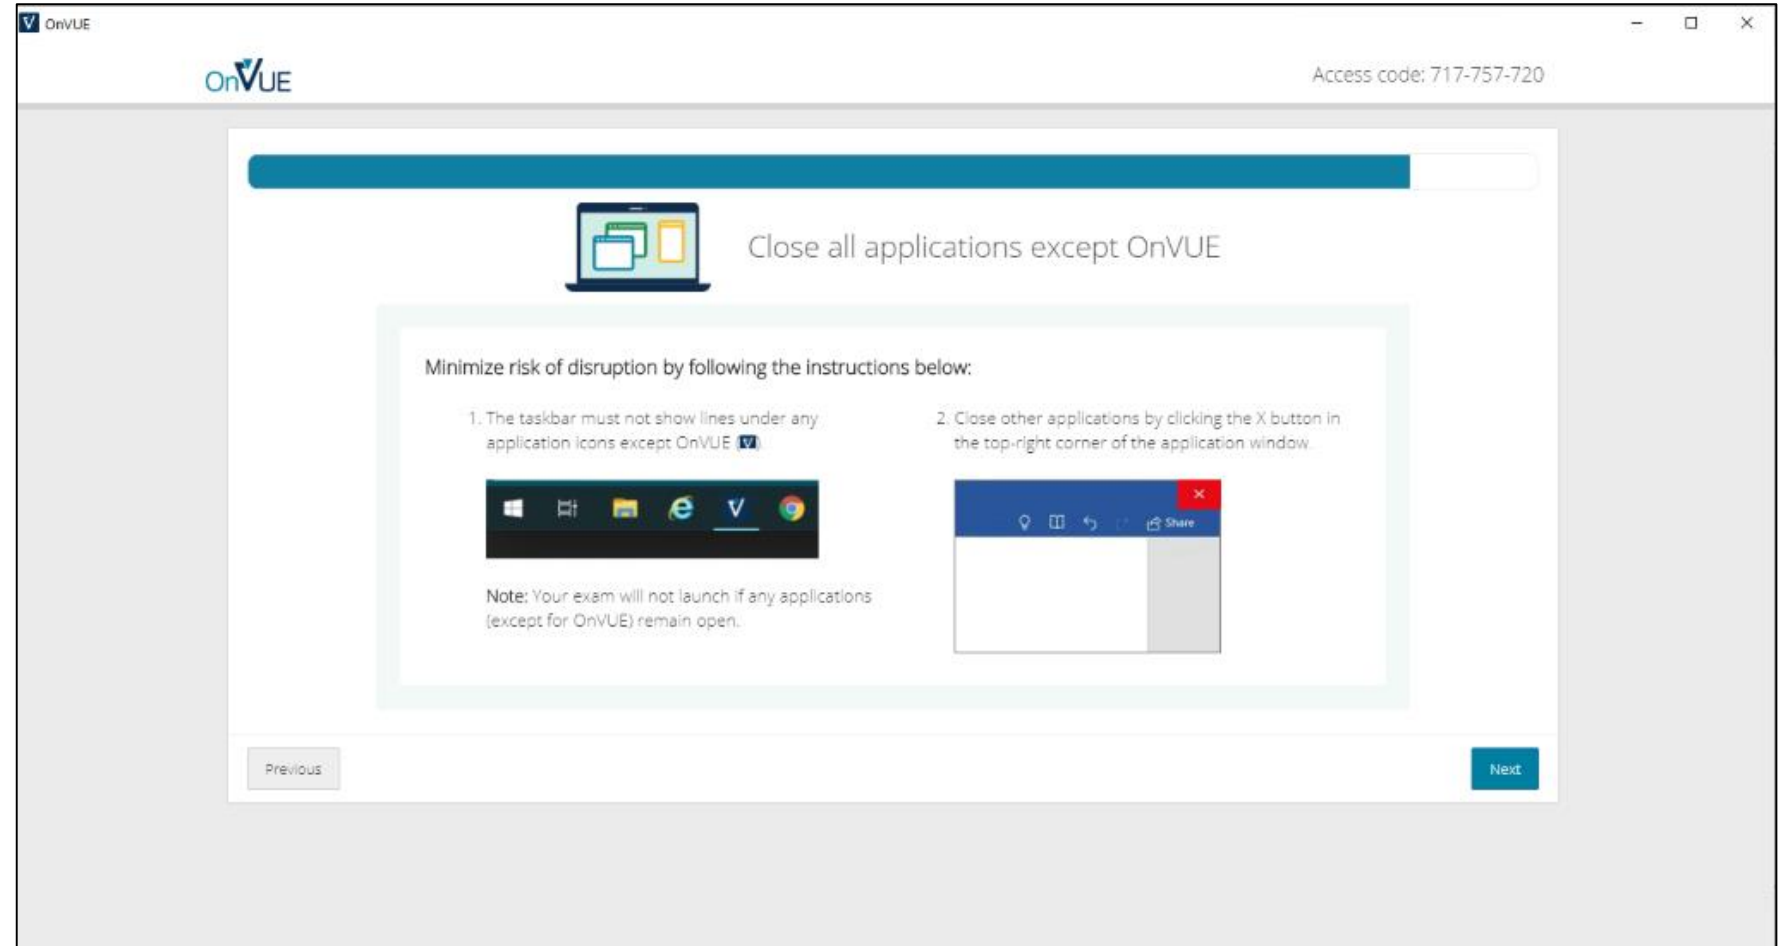 OnVUE
OnVUE
Access code: 717-757-720
Close all applications except OnVUE
Minimize risk of disruption by following the instructions below:
1. The taskbar must not show lines under any
application icons except OnVUE (V).
2. Close other applications by clicking the X button in
the top-right corner of the application window.
Share
Note: Your exam will not launch if any applications
(except for OnVUE) remain open.
Previous
Next